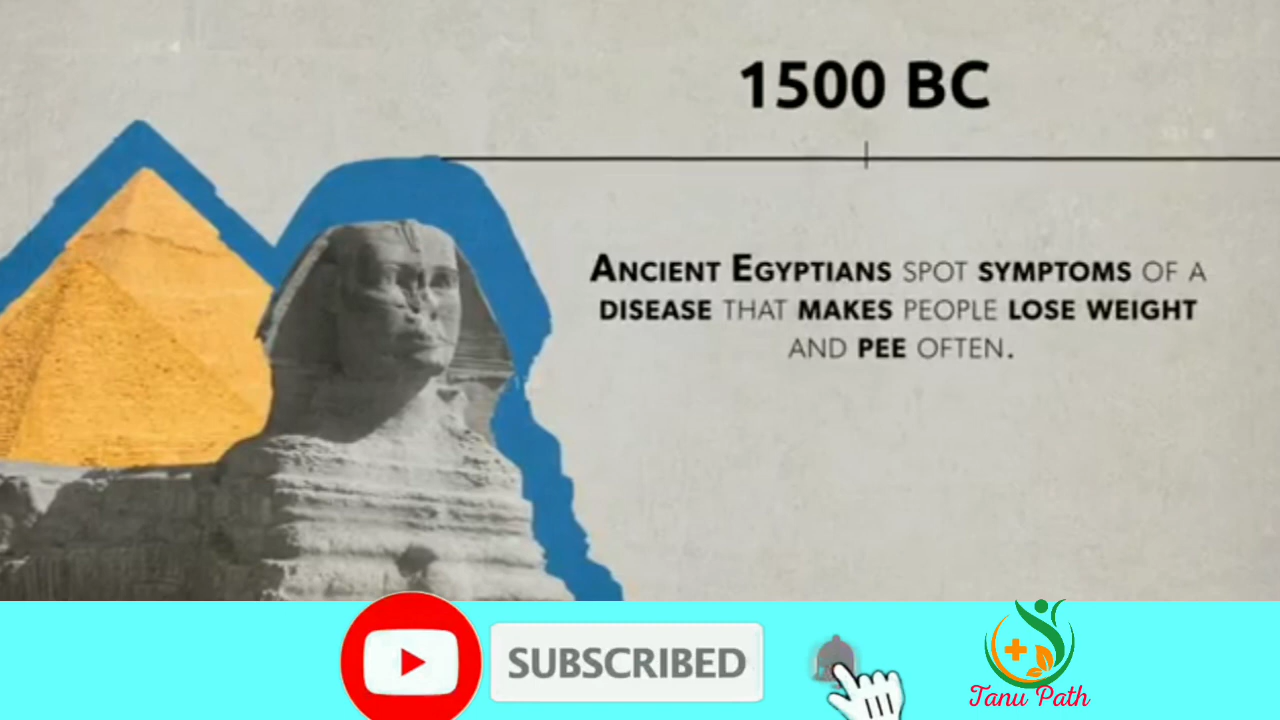 1500 BC
Ancient Egyptians spot symptoms of a
disease that makes people lose weight
and pee often.
SUBSCRIBED
Tanu Path